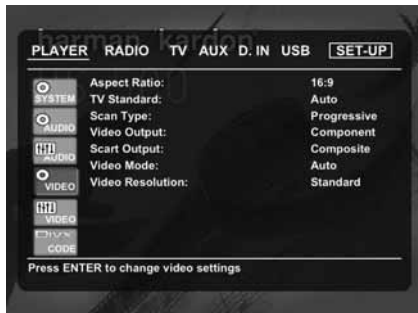 harman kardon
PLAYER RADIO TV AUX D. IN USB SET-UP
SYSTEM
AUDIO
AUDIO
VIDEO
VIDEO
DivX
CODE
Aspect Ratio: 16:9
TV Standard: Auto
Scan Type: Progressive
Video Output: Component
Scart Output: Composite
Video Mode: Auto
Video Resolution: Standard
Press ENTER to change video settings